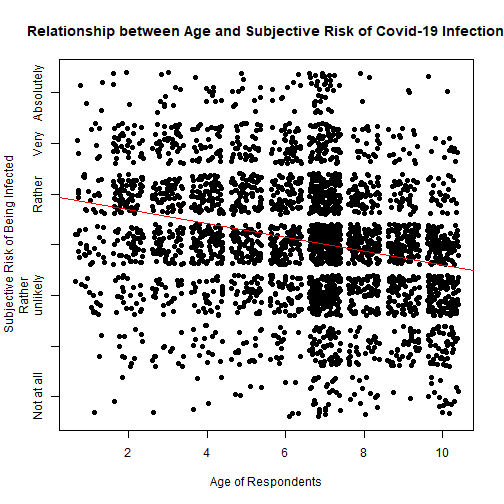 Relationship between Age and Subjective Risk of Covid-19 Infection
Subjective Risk of Being Infected
Absolutely
Very
Rather
Rather
unlikely
Not at all
2
4
6
8
10
Age of Respondents